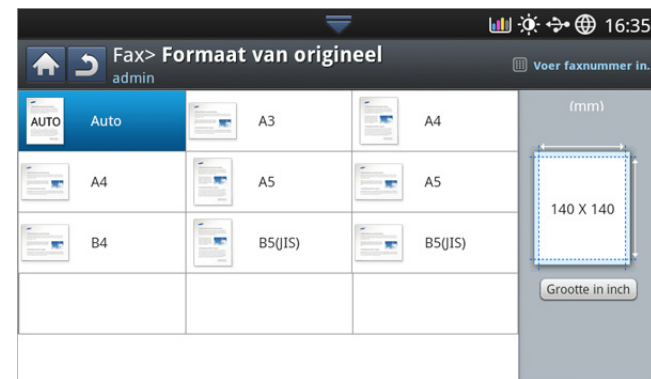 16:35
Fax> Formaat van origineel
admin
Voer faxnummer in.
AUTO Auto
A3
A4
A4
A5
A5
B4
B5(JIS)
B5(JIS)
(mm)
140 X 140
Grootte in inch